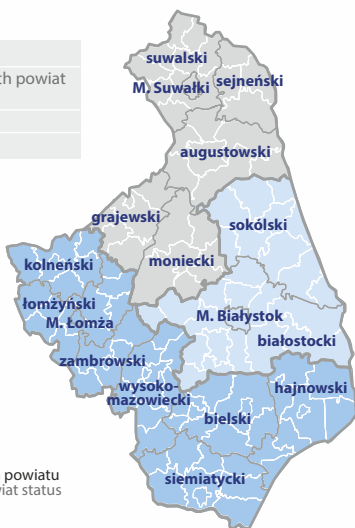 suwalski
M. Suwałki
sejneński
powiat
augustowski
grajewski
sokólski
moniecki
kolneński
łomżyński
M. Łomża
M. Białystok
białostocki
zambrowski
wysoko-
mazowiecki
hajnowski
bielski
siemiatycki
powiatu
status